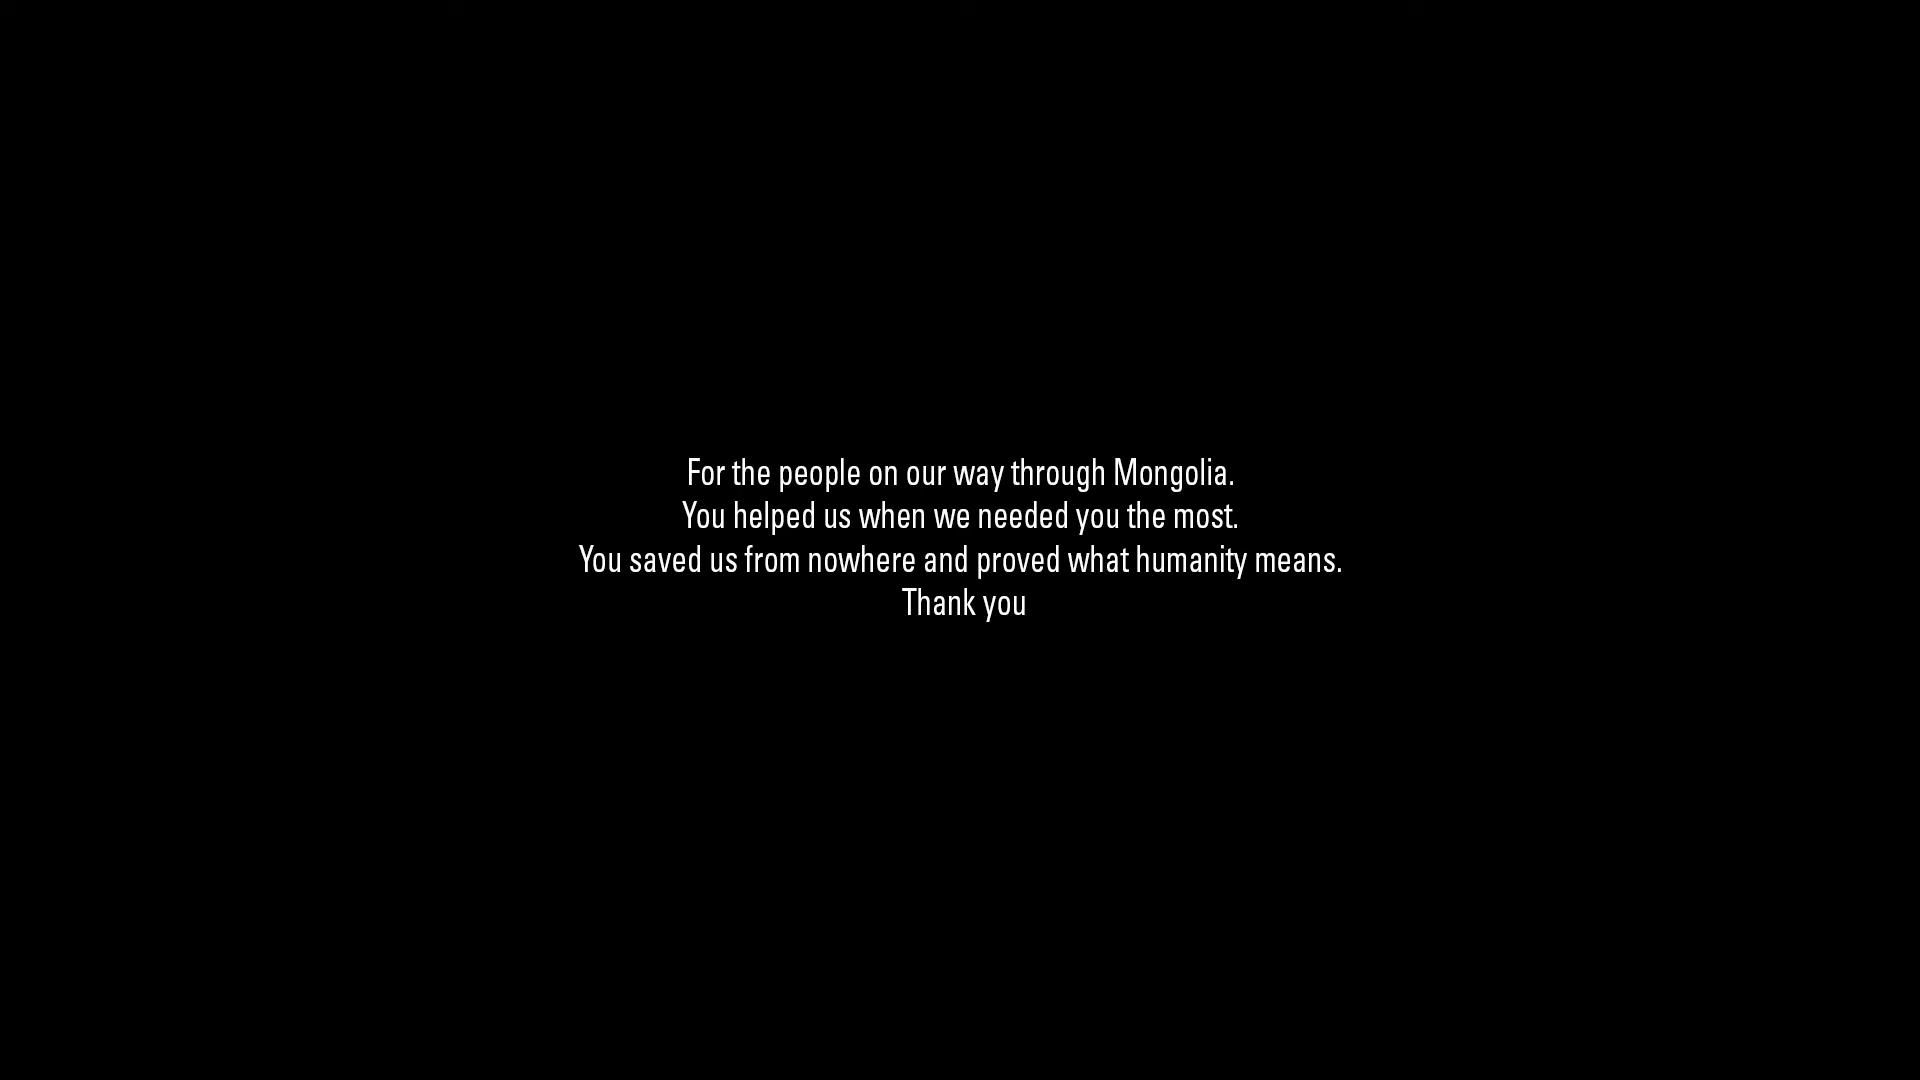 For the people on our way through Mongolia.
You helped us when we needed you the most.
You saved us from nowhere and proved what humanity means.
Thank you